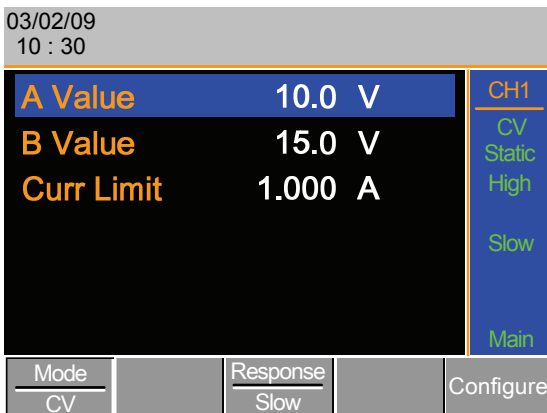 03/02/09
10 : 30
A Value 10.0 V
B Value 15.0 V
Curr Limit 1.000 A
CH1
CV
Static
High
Slow
Main
Mode
CV
Response
Slow
Configure